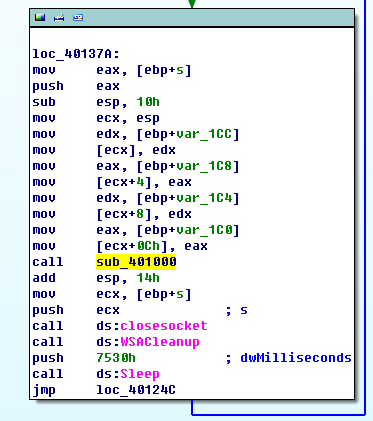 loc_40137A:
mov eax, [ebp+s]
push eax
sub esp, 10h
mov ecx, esp
mov edx, [ebp+var_1CC]
mov [ecx], edx
mov eax, [ebp+var_1C8]
mov [ecx+4], eax
mov edx, [ebp+var_1C4]
mov [ecx+8], edx
mov eax, [ebp+var_1C0]
mov [ecx+0Ch], eax
call sub_401000
add esp, 14h
mov ecx, [ebp+s]
push ecx ; s
call ds:closesocket
call ds:WSACleanup
push 7530h ; dwMilliseconds
call ds:Sleep
jmp loc_40124C